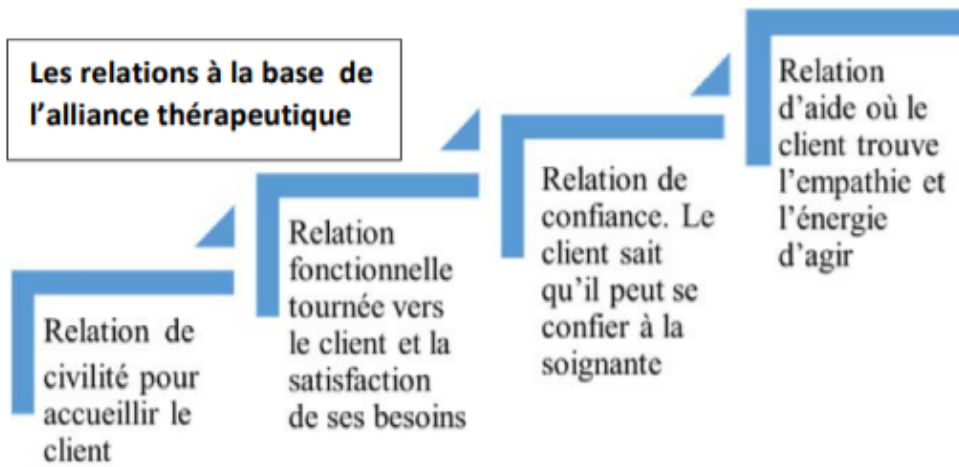 Les relations à la base de
l'alliance thérapeutique
Relation de
civilité pour
accueillir le
client
Relation
fonctionnelle
tournée vers
le client et la
satisfaction
de ses besoins
Relation de
confiance. Le
client sait
qu'il peut se
confier à la
soignante
Relation
d'aide où le
client trouve
l'empathie et
l'énergie
d'agir